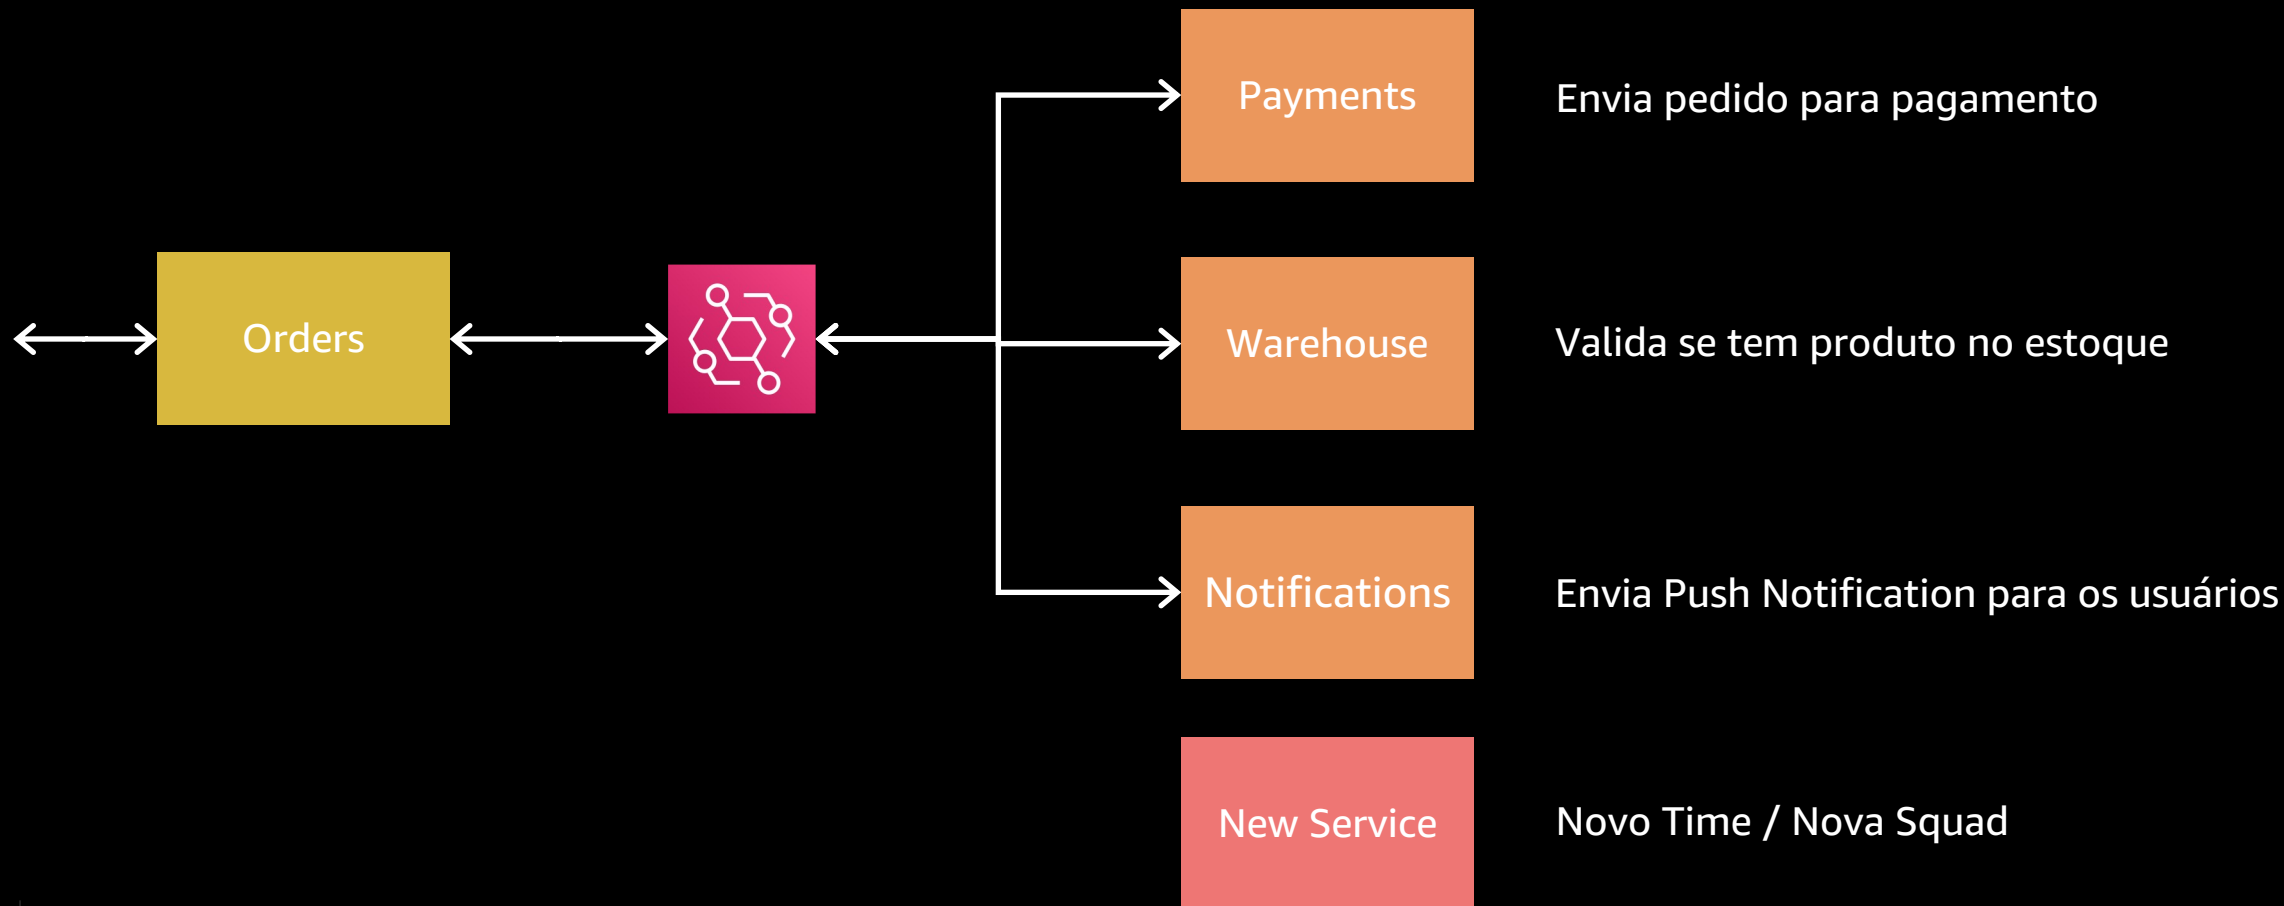 Payments
Envia pedido para pagamento
Orders
Warehouse
Valida se tem produto no estoque
Notifications
Envia Push Notification para os usuários
New Service
Novo Time / Nova Squad